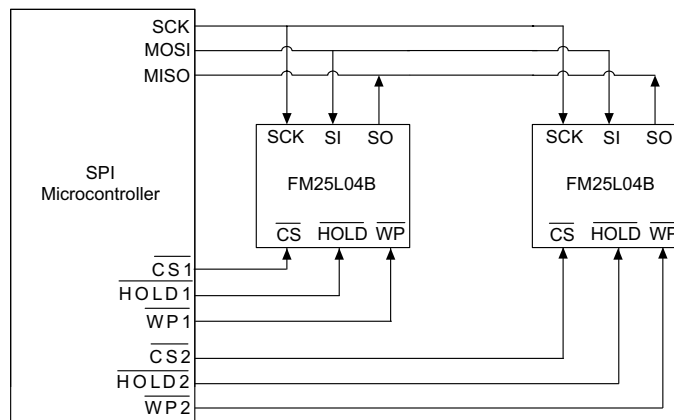 SCK
MOSI
MISO
SCK SI SO
SCK SI SO
SPI
Microcontroller
FM25L04B
FM25L04B
CS HOLD WP
CS HOLD WP
CS1
HOLD1
WP1
CS2
HOLD2
WP2